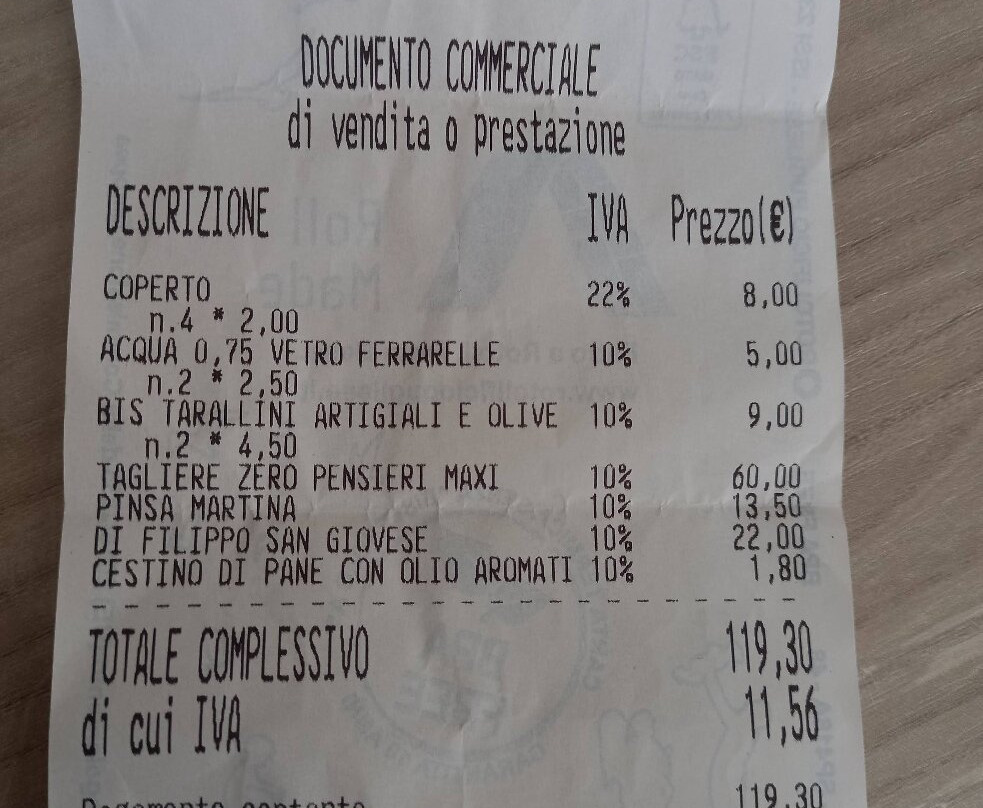 DOCUMENTO COMMERCIALE
di vendita o prestazione
DESCRIZIONE IVA Prezzo(€)
COPERTO 22% 8,00
n.4 * 2,00
ACQUA 0,75 VETRO FERRARELLE 10% 5,00
n.2 * 2,50
BIS TARALLINI ARTIGIALI E OLIVE 10% 9,00
n.2 * 4,50
TAGLIERE ZERO PENSIERI MAXI 10% 60,00
PINSA MARTINA 10% 13,50
DI FILIPPO SAN GIOVESE 10% 22,00
CESTINO DI PANE CON OLIO AROMATI 10% 1,80
TOTALE COMPLESSIVO 119,30
di cui IVA 11,56
Pagamento contante 119,30